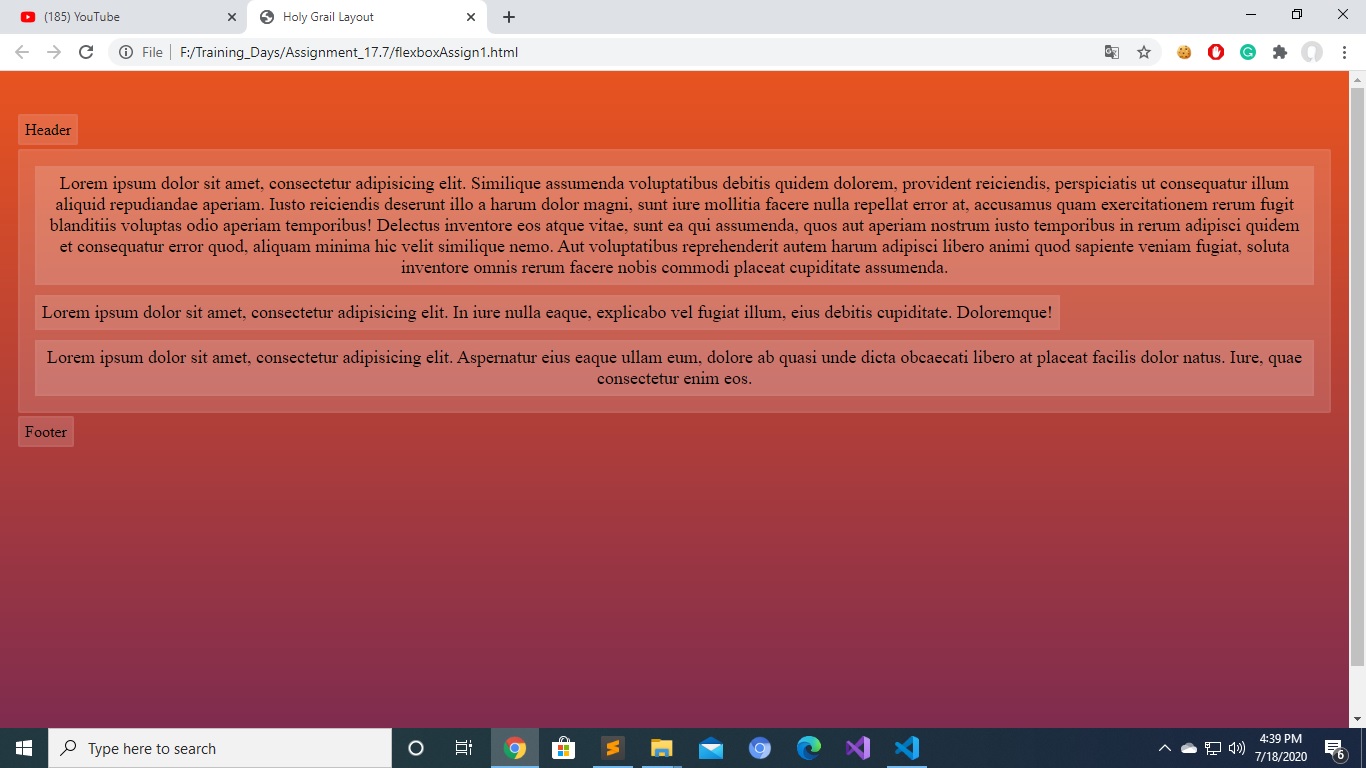 (185) YouTube
Holy Grail Layout
File
F:/Training_Days/Assignment_17.7/flexboxAssign1.html
Header
Lorem ipsum dolor sit amet, consectetur adipisicing elit. Similique assumenda voluptatibus debitis quidem dolorem, provident reiciendis, perspiciatis ut consequatur illum
aliquid repudiandae aperiam. Iusto reiciendis deserunt illo a harum dolor magni, sunt iure mollitia facere nulla repellat error at, accusamus quam exercitationem rerum fugit
blanditiis voluptas odio aperiam temporibus! Delectus inventore eos atque vitae, sunt ea qui assumenda, quos aut aperiam nostrum iusto temporibus in rerum adipisci quidem
et consequatur error quod, aliquam minima hic velit similique nemo. Aut voluptatibus reprehenderit autem harum adipisci libero animi quod sapiente veniam fugiat, soluta
inventore omnis rerum facere nobis commodi placeat cupiditate assumenda.
Lorem ipsum dolor sit amet, consectetur adipisicing elit. In iure nulla eaque, explicabo vel fugiat illum, eius debitis cupiditate. Doloremque!
Lorem ipsum dolor sit amet, consectetur adipisicing elit. Aspernatur eius eaque ullam eum, dolore ab quasi unde dicta obcaecati libero at placeat facilis dolor natus. Iure, quae
consectetur enim eos.
Footer
Type here to search
4:39 PM
7/18/2020
6